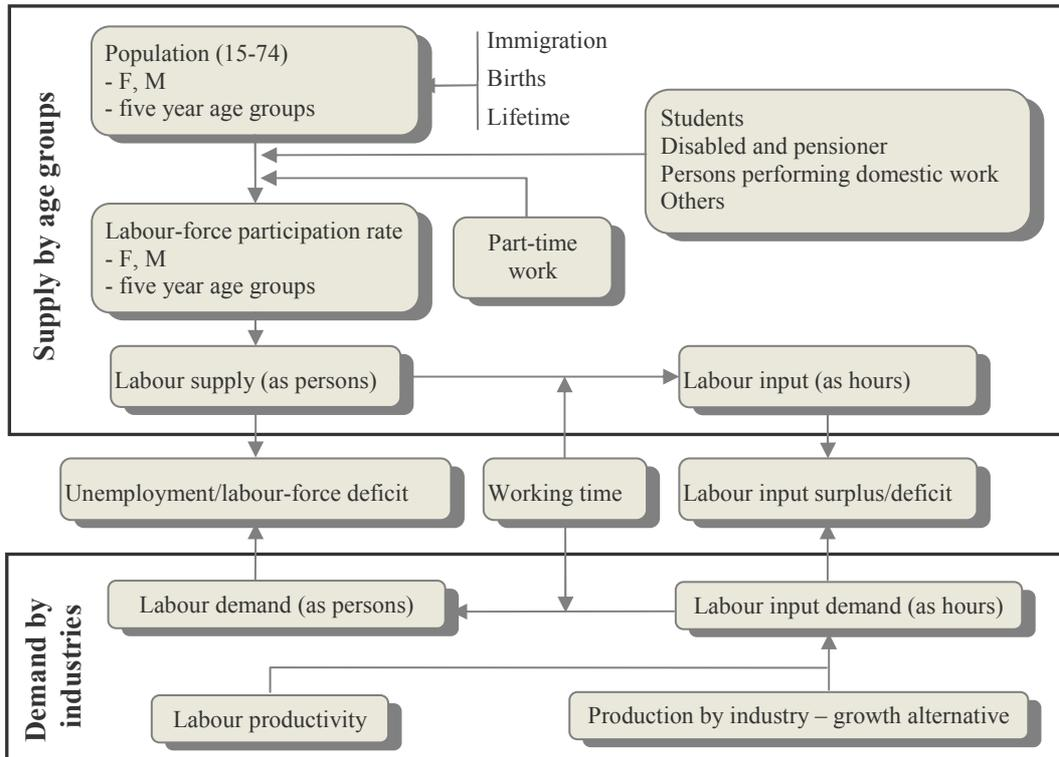 Supply by age groups
Population (15-74)
- F, M
- five year age groups
Immigration
Births
Lifetime
Students
Disabled and pensioner
Persons performing domestic work
Others
Labour-force participation rate
- F, M
- five year age groups
Part-time
work
Labour supply (as persons)
Labour input (as hours)
Unemployment/labour-force deficit
Working time
Labour input surplus/deficit
Demand by
industries
Labour demand (as persons)
Labour input demand (as hours)
Labour productivity
Production by industry – growth alternative